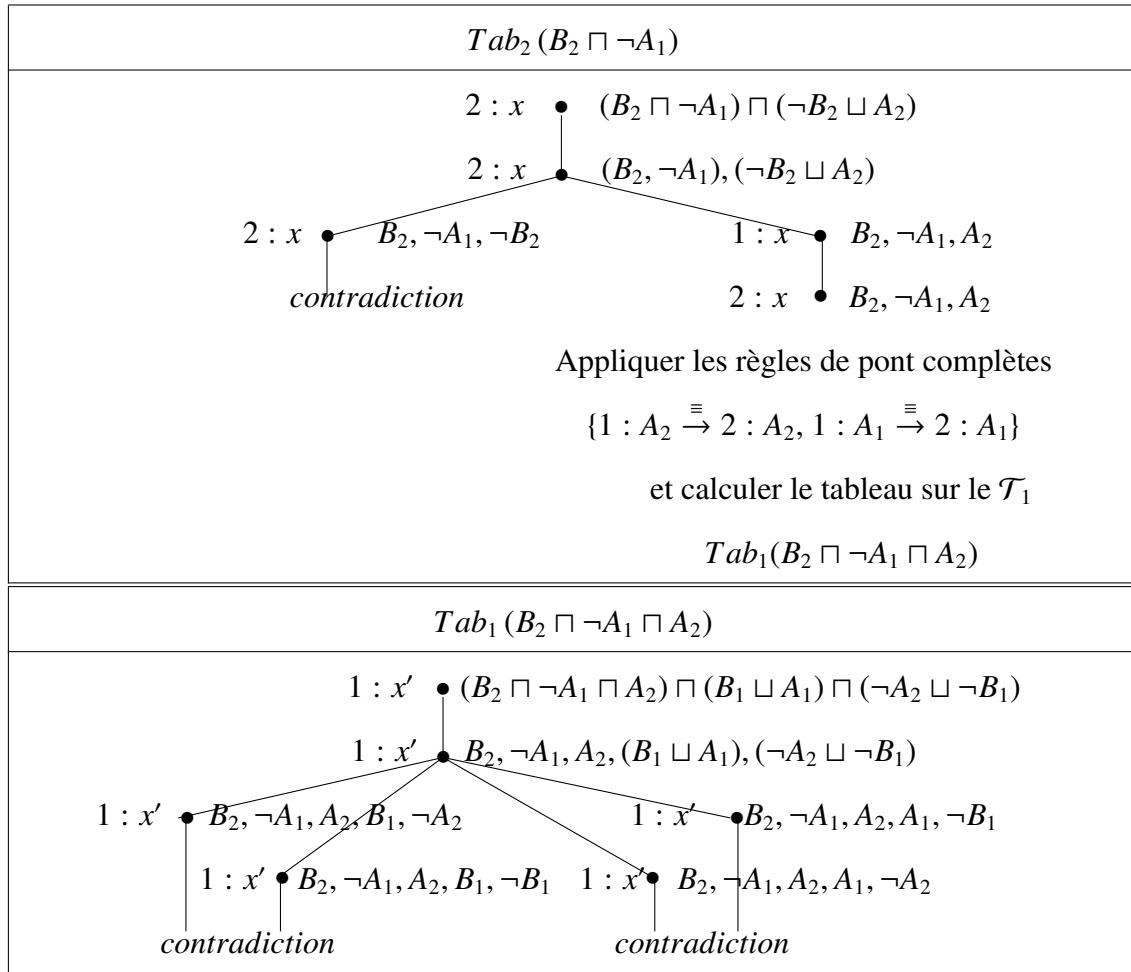 Tab₂ (B₂ ⊓ ¬A₁)
2 : x • (B₂ ⊓ ¬A₁) ⊓ (¬B₂ ⊔ A₂)
2 : x • (B₂, ¬A₁), (¬B₂ ⊔ A₂)
2 : x • B₂, ¬A₁, ¬B₂ 1 : x • B₂, ¬A₁, A₂
contradiction 2 : x • B₂, ¬A₁, A₂
Appliquer les règles de pont complètes
{1 : A₂ →≡ 2 : A₂, 1 : A₁ →≡ 2 : A₁}
et calculer le tableau sur le 𝒯₁
Tab₁(B₂ ⊓ ¬A₁ ⊓ A₂)
Tab₁ (B₂ ⊓ ¬A₁ ⊓ A₂)
1 : x′ • (B₂ ⊓ ¬A₁ ⊓ A₂) ⊓ (B₁ ⊔ A₁) ⊓ (¬A₂ ⊔ ¬B₁)
1 : x′ • B₂, ¬A₁, A₂, (B₁ ⊔ A₁), (¬A₂ ⊔ ¬B₁)
1 : x′ • B₂, ¬A₁, A₂, B₁, ¬A₂ 1 : x′ • B₂, ¬A₁, A₂, A₁, ¬B₁
1 : x′ • B₂, ¬A₁, A₂, B₁, ¬B₁ 1 : x′ • B₂, ¬A₁, A₂, A₁, ¬A₂
contradiction contradiction